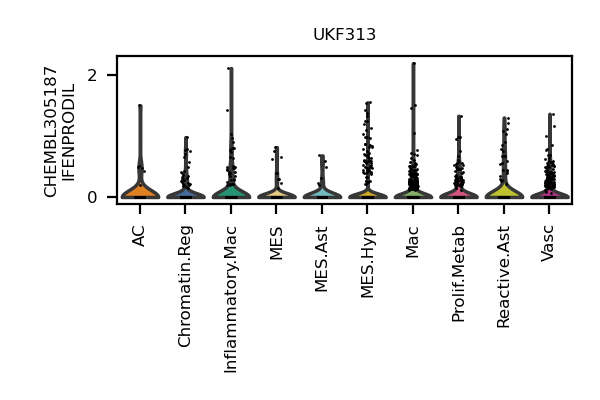 UKF313
CHEMBL305187
IFENPRODIL
2
0
AC
Chromatin.Reg
Inflammatory.Mac
MES
MES.Ast
MES.Hyp
Mac
Prolif.Metab
Reactive.Ast
Vasc